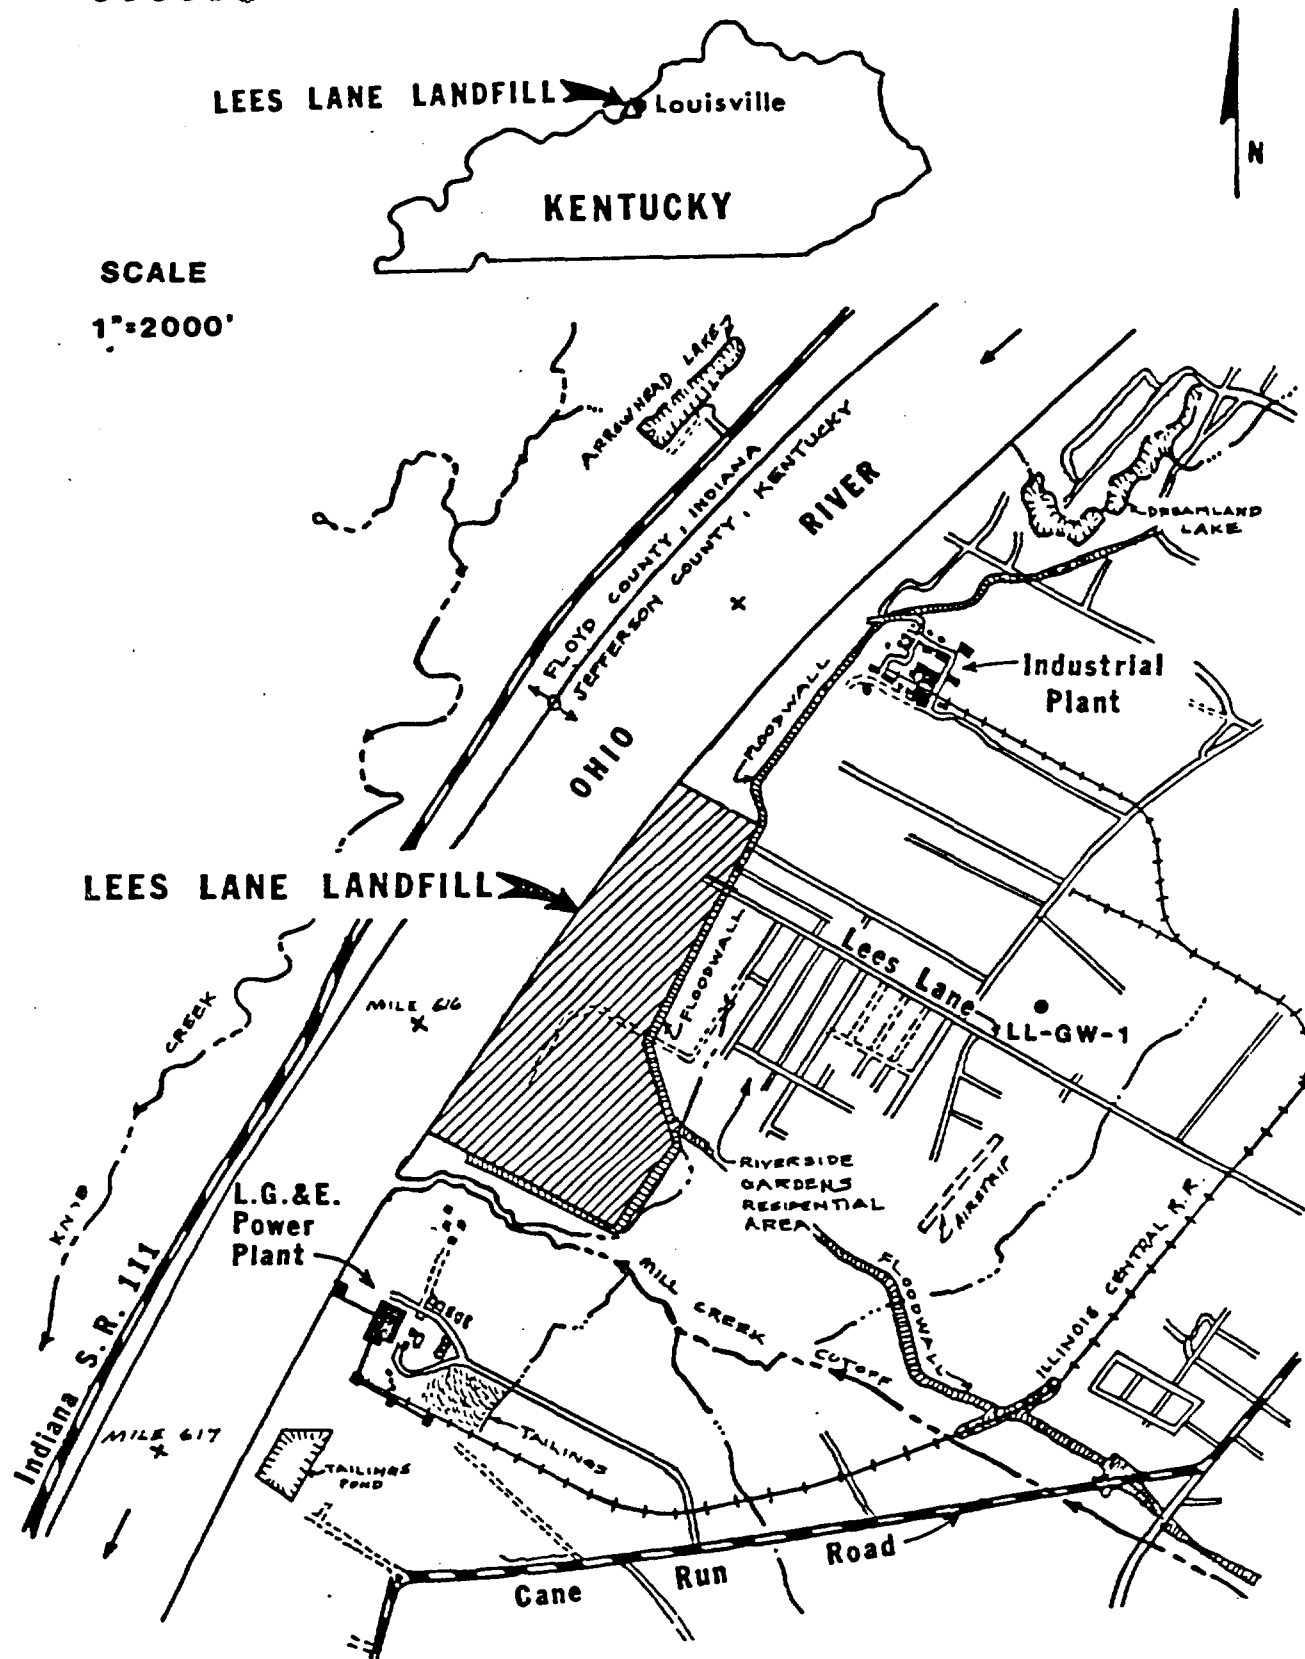 LEES LANE LANDFILL
Louisville
KENTUCKY
N
SCALE
1"=2000'
ARROWHEAD LAKE
FLOYD COUNTY, INDIANA
JEFFERSON COUNTY, KENTUCKY
OHIO
RIVER
DREAMLAND
LAKE
Industrial
Plant
FLOODWALL
LEES LANE LANDFILL
FLOODWALL
Lees Lane
LL-GW-1
MILE 616
KNOB
CREEK
RIVERSIDE
GARDENS
RESIDENTIAL
AREA
AIRSTRIP
L.G.&E.
Power
Plant
MILL CREEK
CUTOFF
FLOODWALL
ILLINOIS CENTRAL R.R.
Indiana S.R. 111
MILE 617
TAILINGS
POND
TAILINGS
Cane Run Road